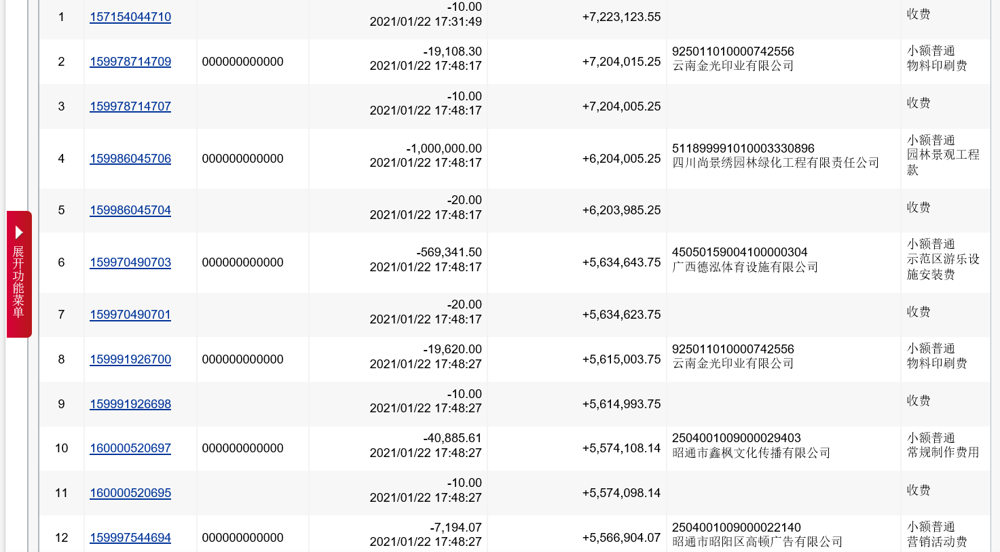 1 157154044710 -10.00 +7,223,123.55 收费
2021/01/22 17:31:49
2 159978714709 000000000000 -19,108.30 +7,204,015.25 925011010000742556 小额普通
2021/01/22 17:48:17 云南金光印业有限公司 物料印刷费
3 159978714707 -10.00 +7,204,005.25 收费
2021/01/22 17:48:17
4 159986045706 000000000000 -1,000,000.00 +6,204,005.25 511899991010003330896 小额普通
2021/01/22 17:48:17 四川尚景绣园林绿化工程有限责任公司 园林景观工程
款
5 159986045704 -20.00 +6,203,985.25 收费
2021/01/22 17:48:17
6 159970490703 000000000000 -569,341.50 +5,634,643.75 45050159004100000304 小额普通
2021/01/22 17:48:17 广西德泓体育设施有限公司 示范区游乐设
施安装费
7 159970490701 -20.00 +5,634,623.75 收费
2021/01/22 17:48:17
8 159991926700 000000000000 -19,620.00 +5,615,003.75 925011010000742556 小额普通
2021/01/22 17:48:27 云南金光印业有限公司 物料印刷费
9 159991926698 -10.00 +5,614,993.75 收费
2021/01/22 17:48:27
10 160000520697 000000000000 -40,885.61 +5,574,108.14 2504001009000029403 小额普通
2021/01/22 17:48:27 昭通市鑫枫文化传播有限公司 常规制作费用
11 160000520695 -10.00 +5,574,098.14 收费
2021/01/22 17:48:27
12 159997544694 000000000000 -7,194.07 +5,566,904.07 2504001009000022140 小额普通
2021/01/22 17:48:27 昭通市昭阳区高顿广告有限公司 营销活动费
展开功能菜单